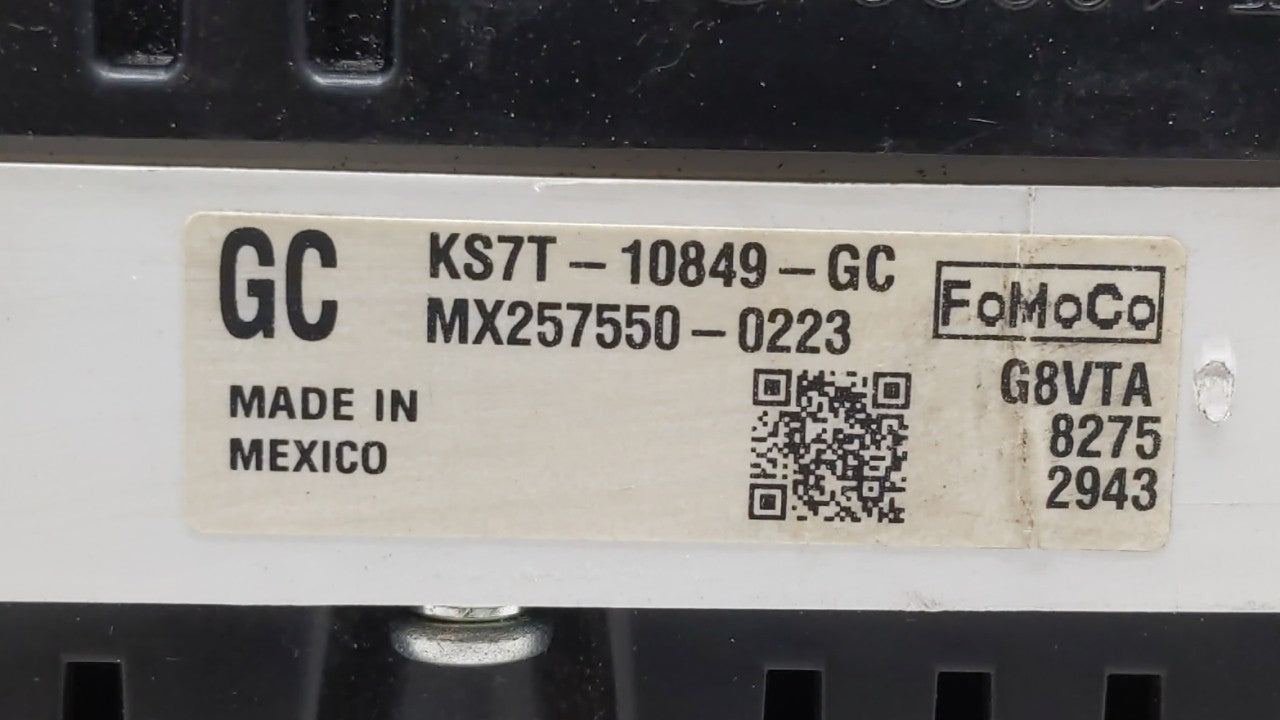 GC
KS7T-10849-GC
MX257550-0223
FoMoCo
MADE IN
MEXICO
G8VTA
8275
2943